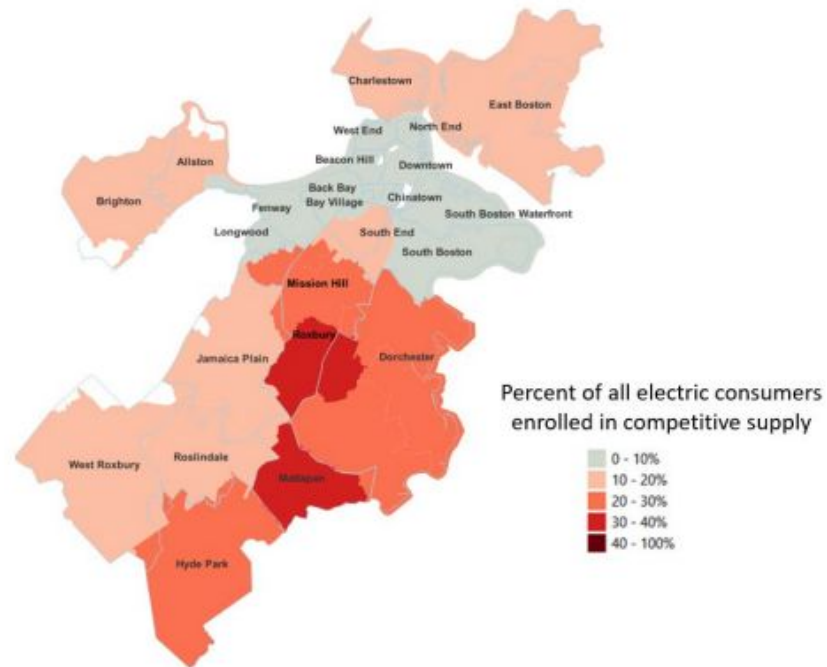 Charlestown
East Boston
West End
North End
Allston
Beacon Hill
Downtown
Brighton
Back Bay
Bay Village
Chinatown
Fenway
South Boston Waterfront
Longwood
South End
South Boston
Mission Hill
Roxbury
Jamaica Plain
Dorchester
Percent of all electric consumers
enrolled in competitive supply
West Roxbury
Roslindale
Mattapan
0 - 10%
10 - 20%
20 - 30%
30 - 40%
40 - 100%
Hyde Park